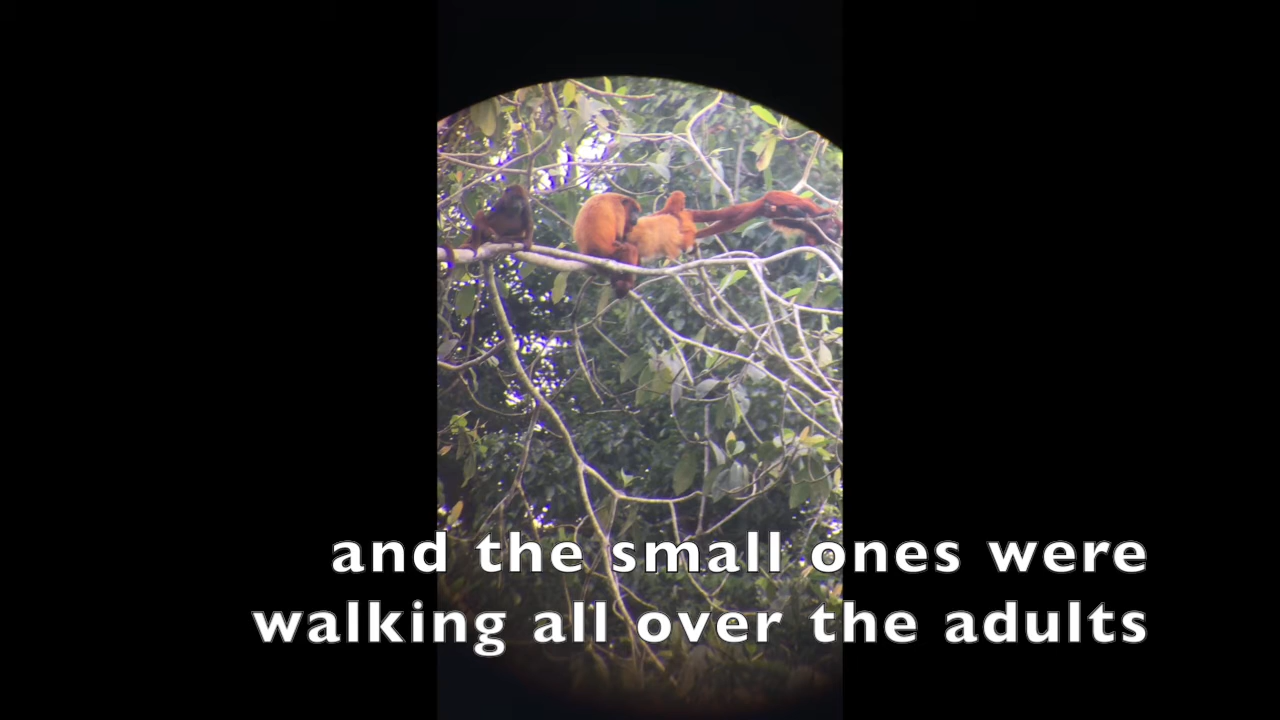 and the small ones were
walking all over the adults